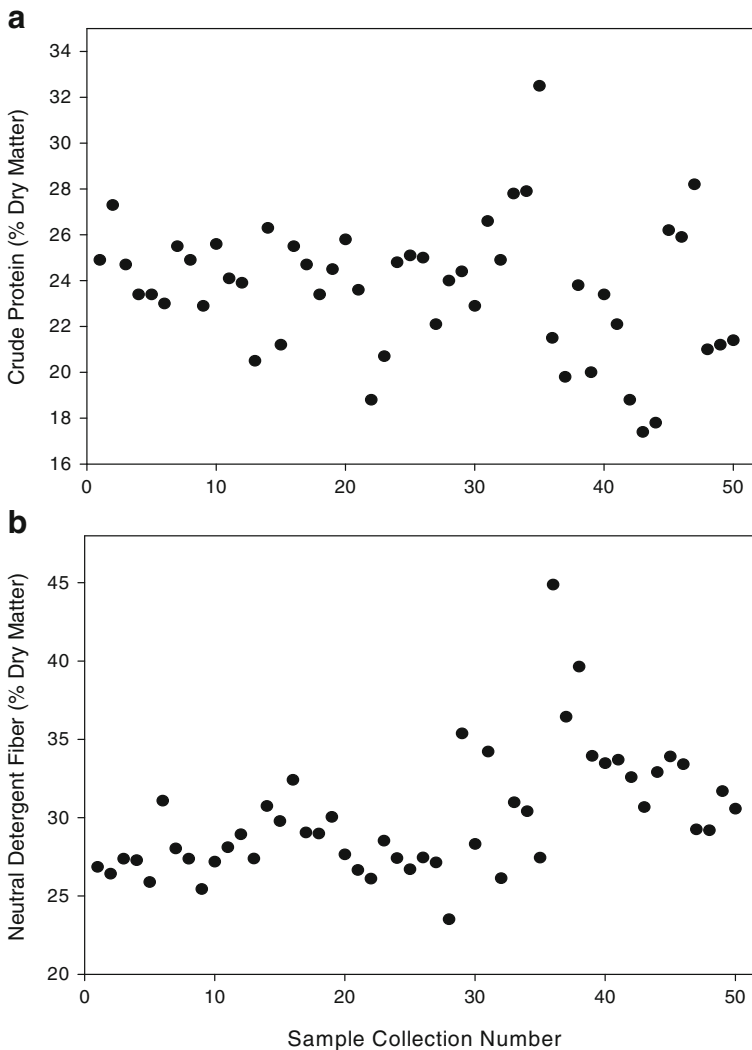 a
Crude Protein (% Dry Matter)
34
32
30
28
26
24
22
20
18
16
0 10 20 30 40 50
b
Neutral Detergent Fiber (% Dry Matter)
45
40
35
30
25
20
0 10 20 30 40 50
Sample Collection Number